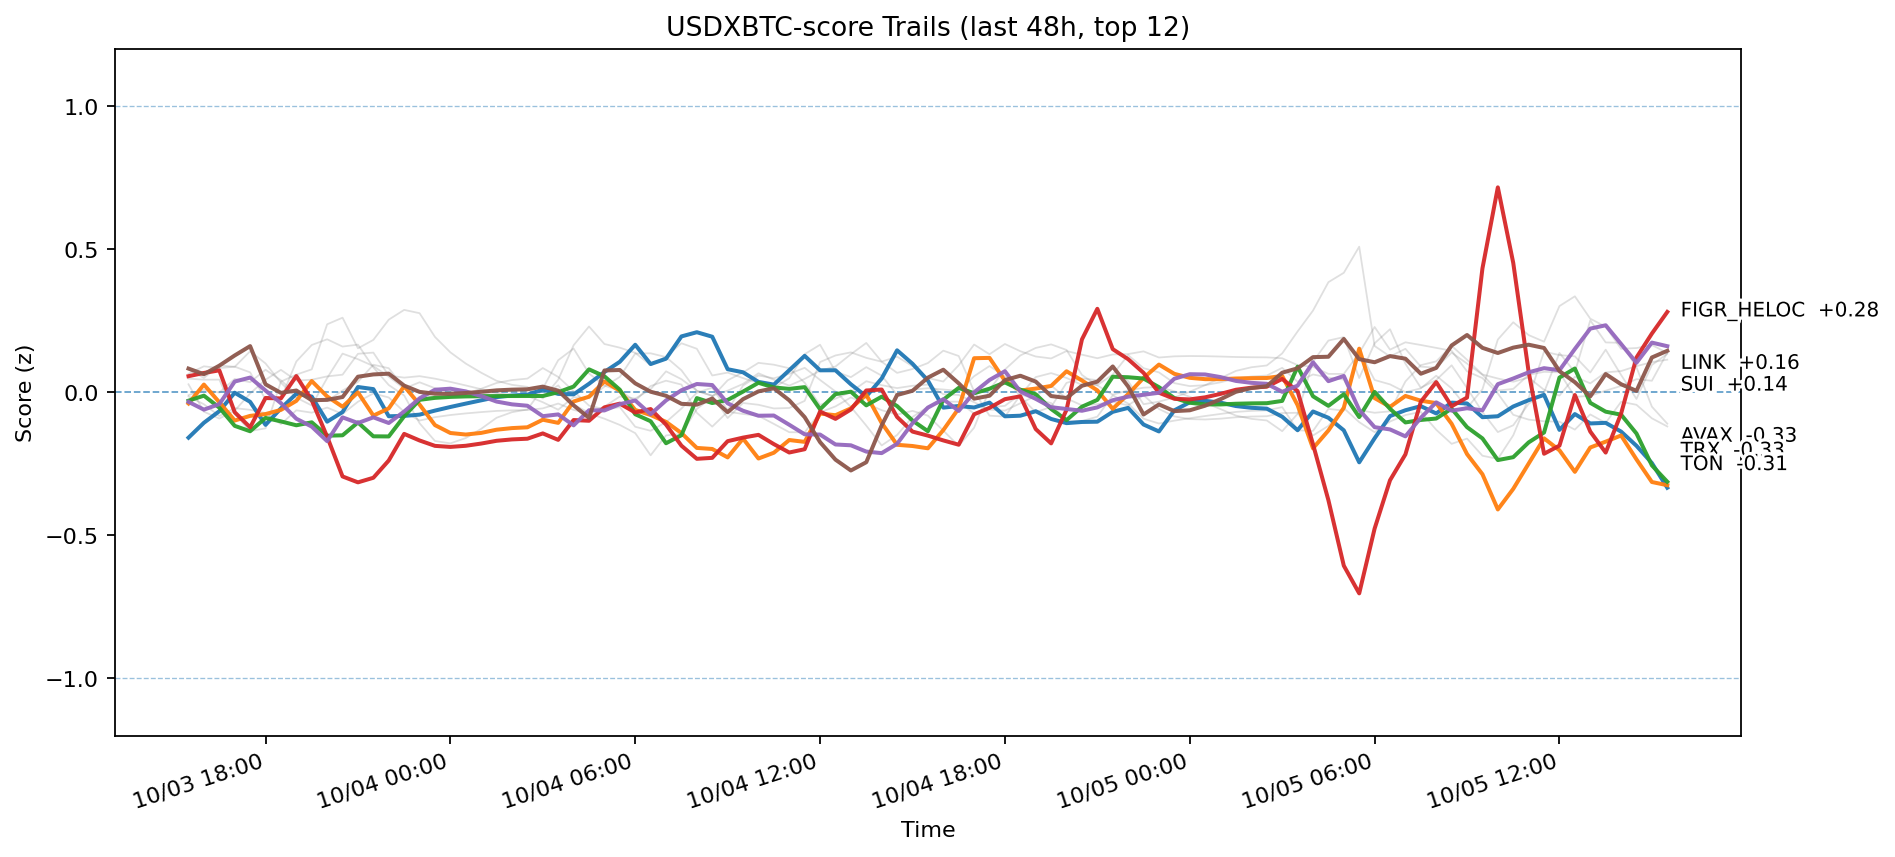 USDXBTC-score Trails (last 48h, top 12)
Score (z)
1.0
0.5
0.0
−0.5
−1.0
FIGR_HELOC +0.28
LINK +0.16
SUI +0.14
AVAX -0.33
TRX -0.33
TON -0.31
10/03 18:00
10/04 00:00
10/04 06:00
10/04 12:00
10/04 18:00
10/05 00:00
10/05 06:00
10/05 12:00
Time